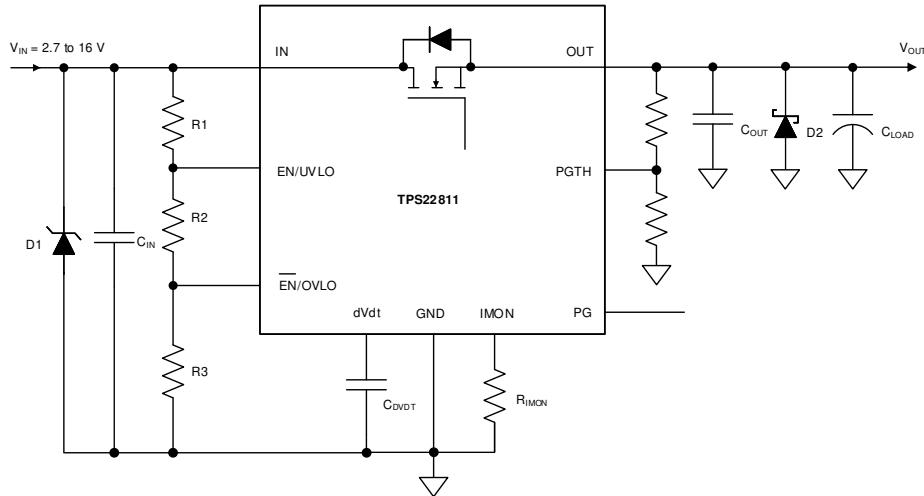 V_IN = 2.7 to 16 V
IN
OUT
V_OUT
R1
EN/UVLO
PGTH
C_OUT
D2
C_LOAD
TPS22811
D1
C_IN
R2
E̅N̅/OVLO
dVdt
GND
IMON
PG
R3
C_DVDT
R_IMON